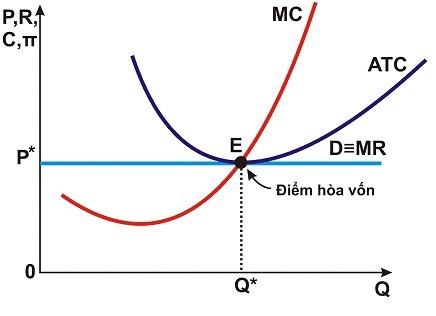 P,R,
C,π
MC
ATC
E
D≡MR
P*
Điểm hòa vốn
0
Q*
Q